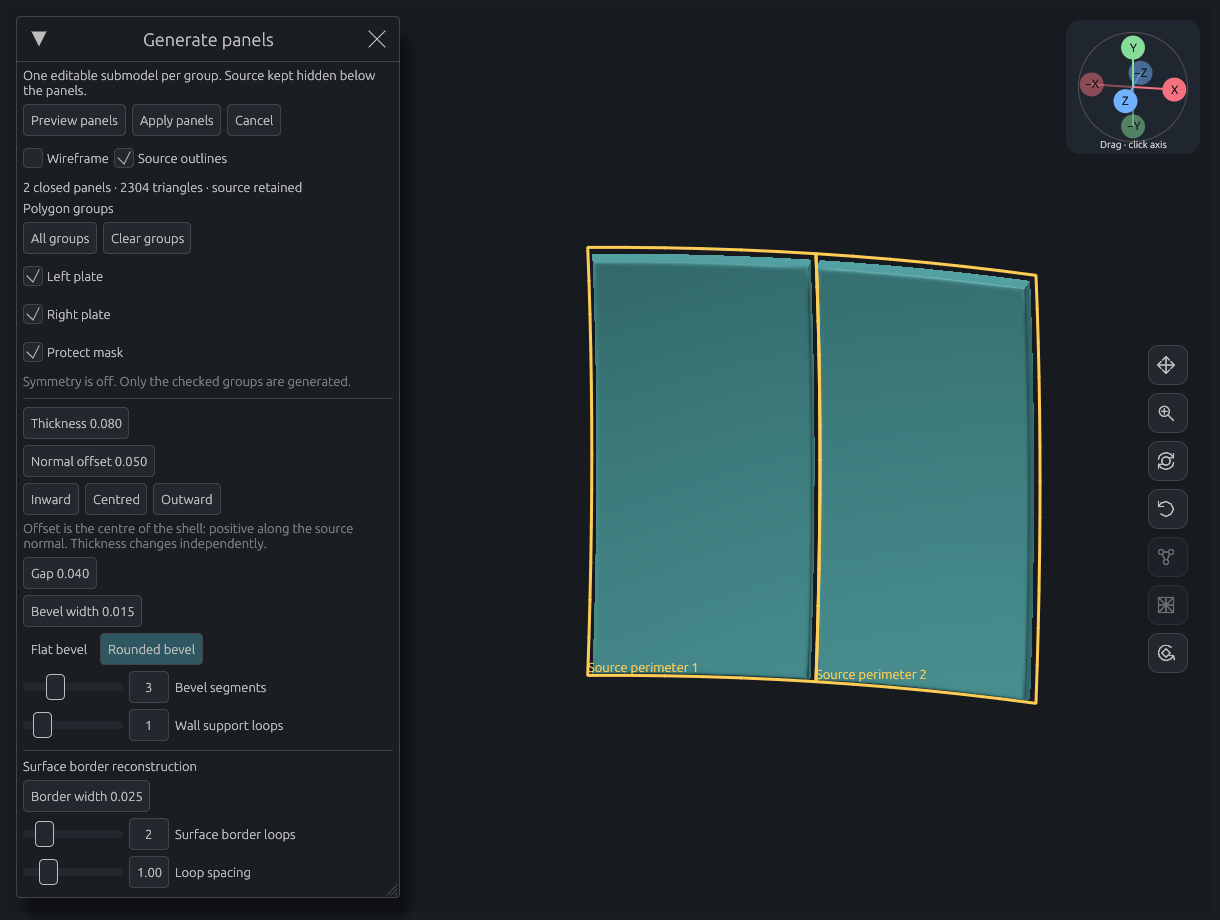 Generate panels
One editable submodel per group. Source kept hidden below
the panels.
Preview panels
Apply panels
Cancel
Wireframe
Source outlines
2 closed panels · 2304 triangles · source retained
Polygon groups
All groups
Clear groups
Left plate
Right plate
Protect mask
Symmetry is off. Only the checked groups are generated.
Thickness 0.080
Normal offset 0.050
Inward
Centred
Outward
Offset is the centre of the shell: positive along the source
normal. Thickness changes independently.
Gap 0.040
Bevel width 0.015
Flat bevel
Rounded bevel
3 Bevel segments
1 Wall support loops
Surface border reconstruction
Border width 0.025
2 Surface border loops
1.00 Loop spacing
Source perimeter 1
Source perimeter 2
Y
-Z
-X
X
Z
-Y
Drag · click axis